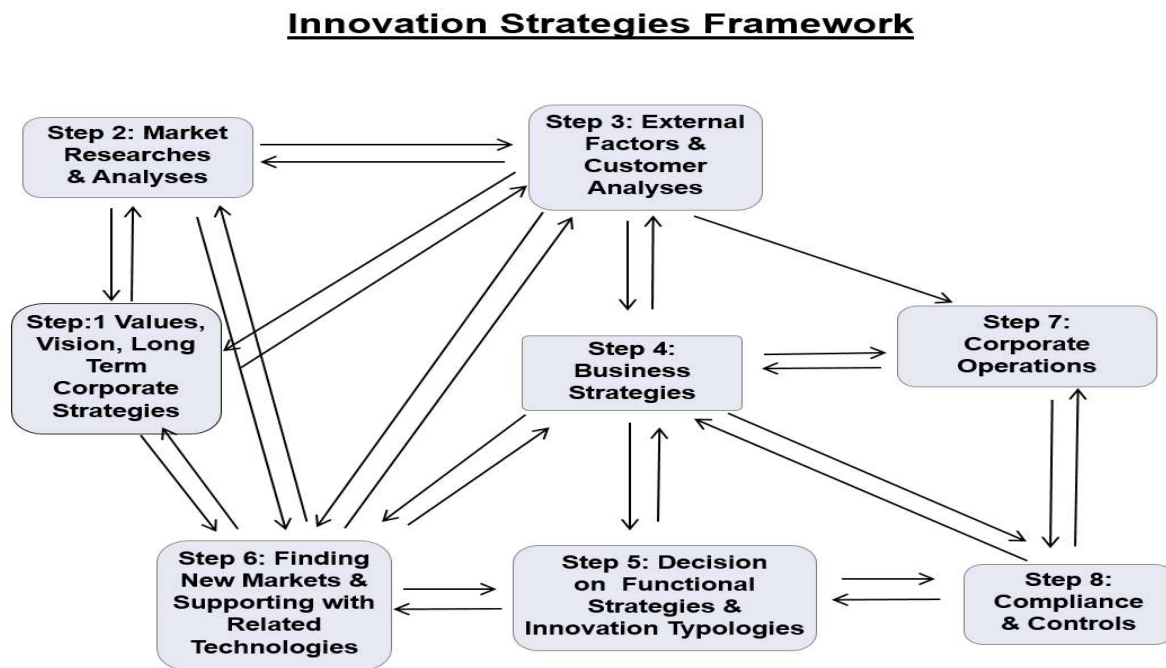 Innovation Strategies Framework
Step 2: Market
Researches
& Analyses
Step 3: External
Factors &
Customer
Analyses
Step:1 Values,
Vision, Long
Term
Corporate
Strategies
Step 4:
Business
Strategies
Step 7:
Corporate
Operations
Step 6: Finding
New Markets &
Supporting with
Related
Technologies
Step 5: Decision
on Functional
Strategies &
Innovation Typologies
Step 8:
Compliance
& Controls